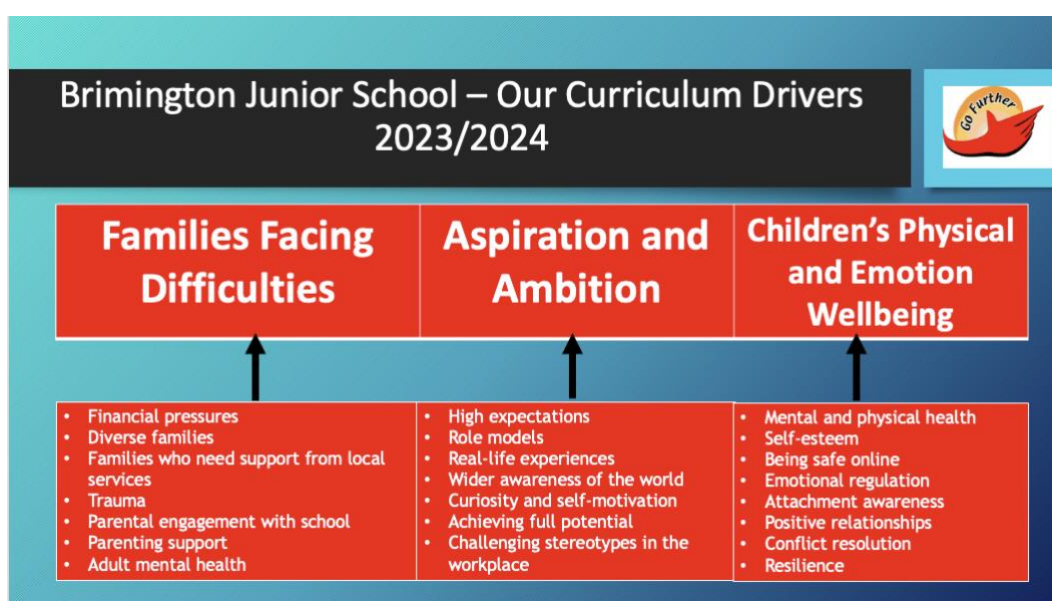 Brimington Junior School – Our Curriculum Drivers
2023/2024
Go Further
Families Facing
Difficulties
Aspiration and
Ambition
Children's Physical
and Emotion
Wellbeing
• Financial pressures
• Diverse families
• Families who need support from local
services
• Trauma
• Parental engagement with school
• Parenting support
• Adult mental health
• High expectations
• Role models
• Real-life experiences
• Wider awareness of the world
• Curiosity and self-motivation
• Achieving full potential
• Challenging stereotypes in the
workplace
• Mental and physical health
• Self-esteem
• Being safe online
• Emotional regulation
• Attachment awareness
• Positive relationships
• Conflict resolution
• Resilience